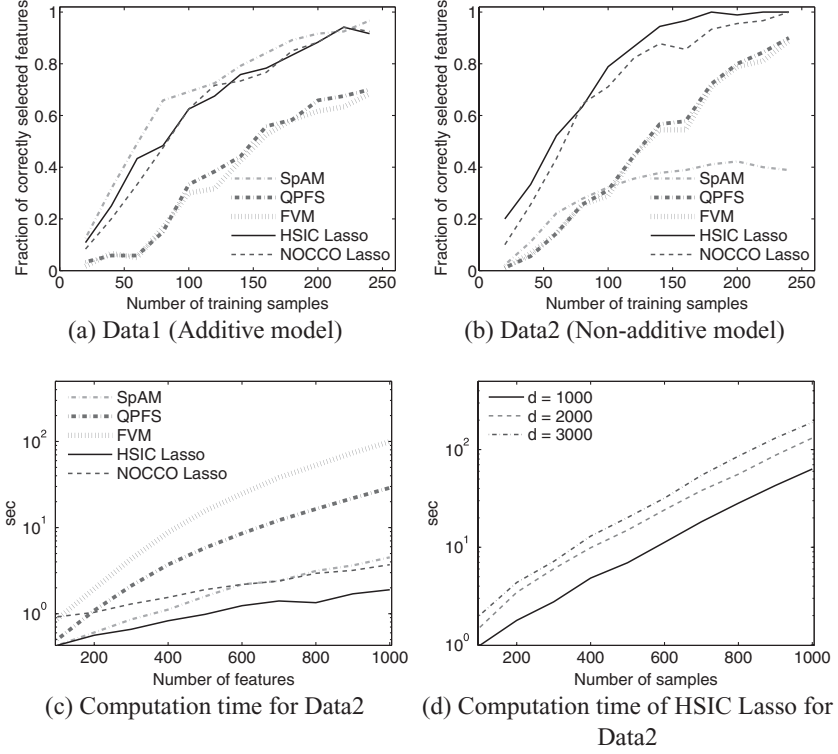 Fraction of correctly selected features
1
0.8
0.6
0.4
0.2
0
SpAM
QPFS
FVM
HSIC Lasso
NOCCO Lasso
0 50 100 150 200 250
Number of training samples
(a) Data1 (Additive model)
Fraction of correctly selected features
1
0.8
0.6
0.4
0.2
0
SpAM
QPFS
FVM
HSIC Lasso
NOCCO Lasso
0 50 100 150 200 250
Number of training samples
(b) Data2 (Non-additive model)
sec
10²
10¹
10⁰
SpAM
QPFS
FVM
HSIC Lasso
NOCCO Lasso
200 400 600 800 1000
Number of features
(c) Computation time for Data2
sec
10²
10¹
10⁰
d = 1000
d = 2000
d = 3000
200 400 600 800 1000
Number of samples
(d) Computation time of HSIC Lasso for
Data2